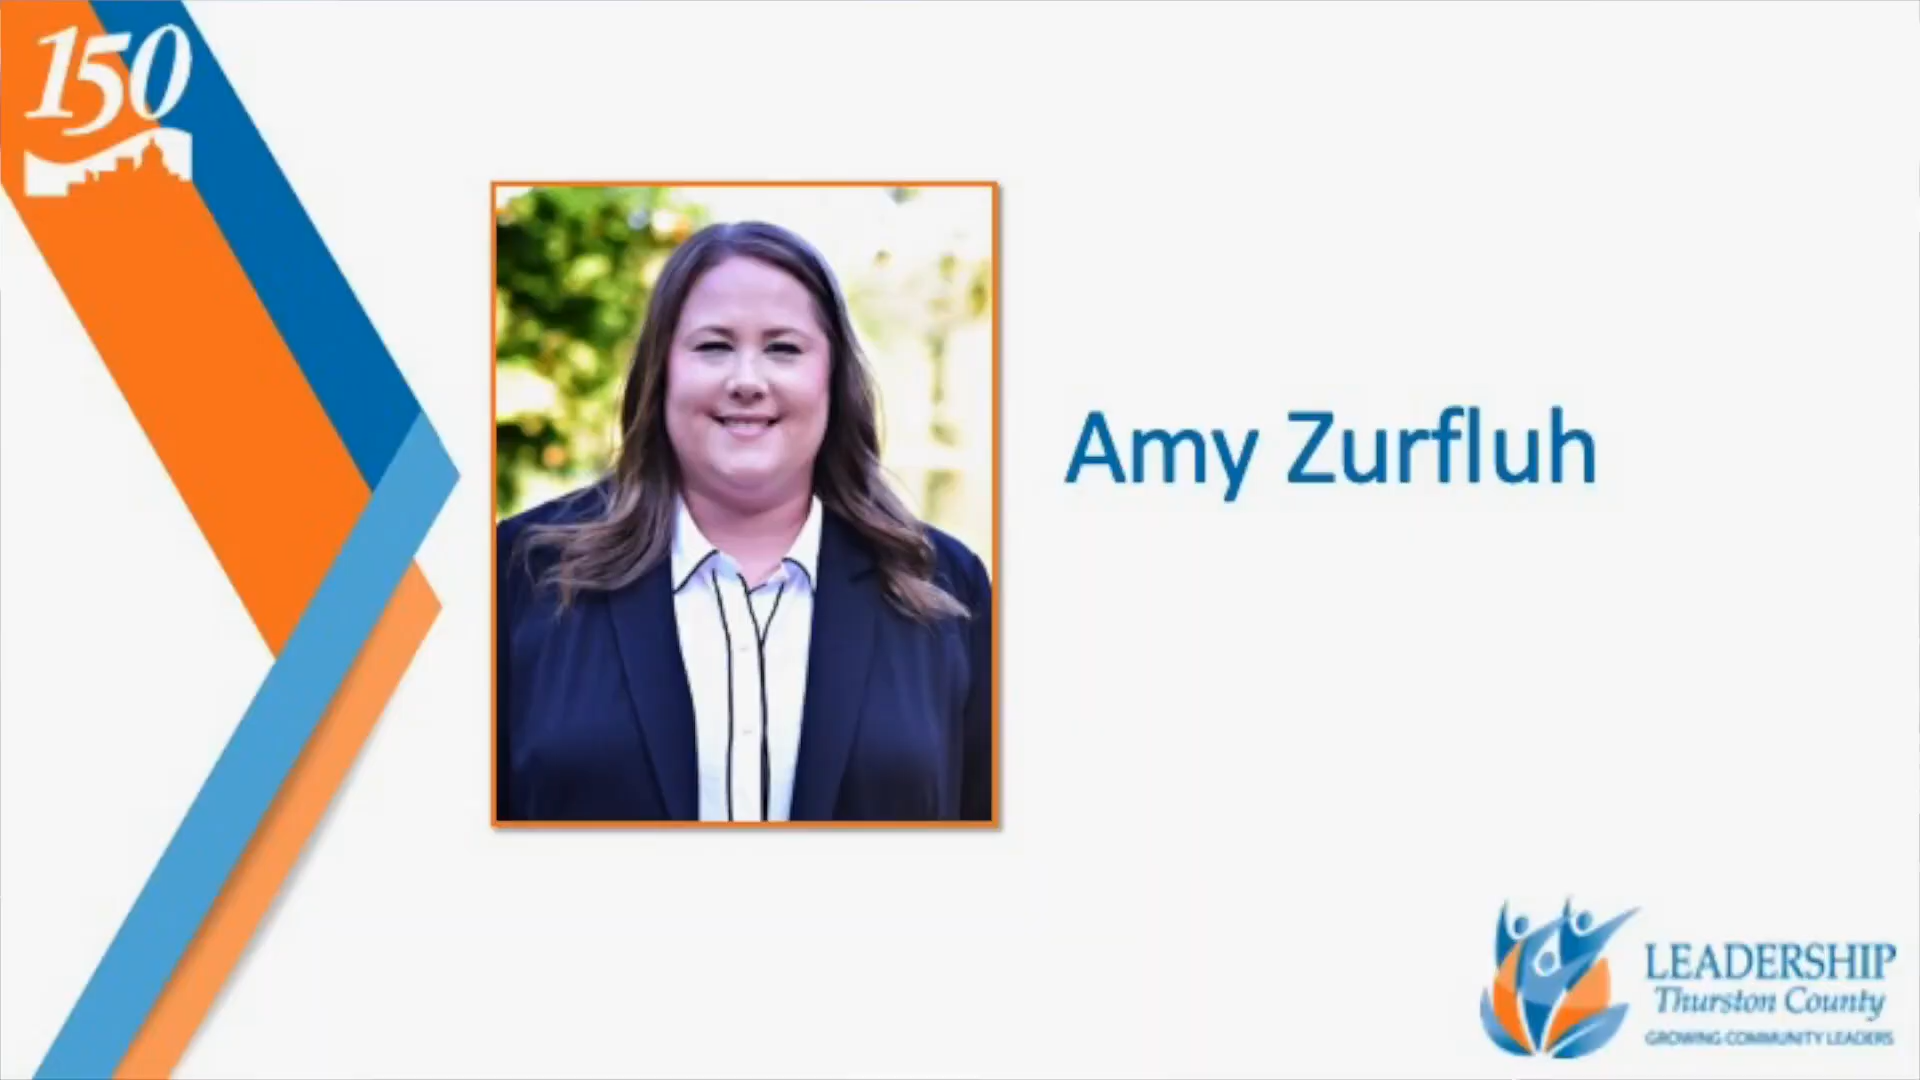 150
Amy Zurfluh
LEADERSHIP
Thurston County
GROWING COMMUNITY LEADERS